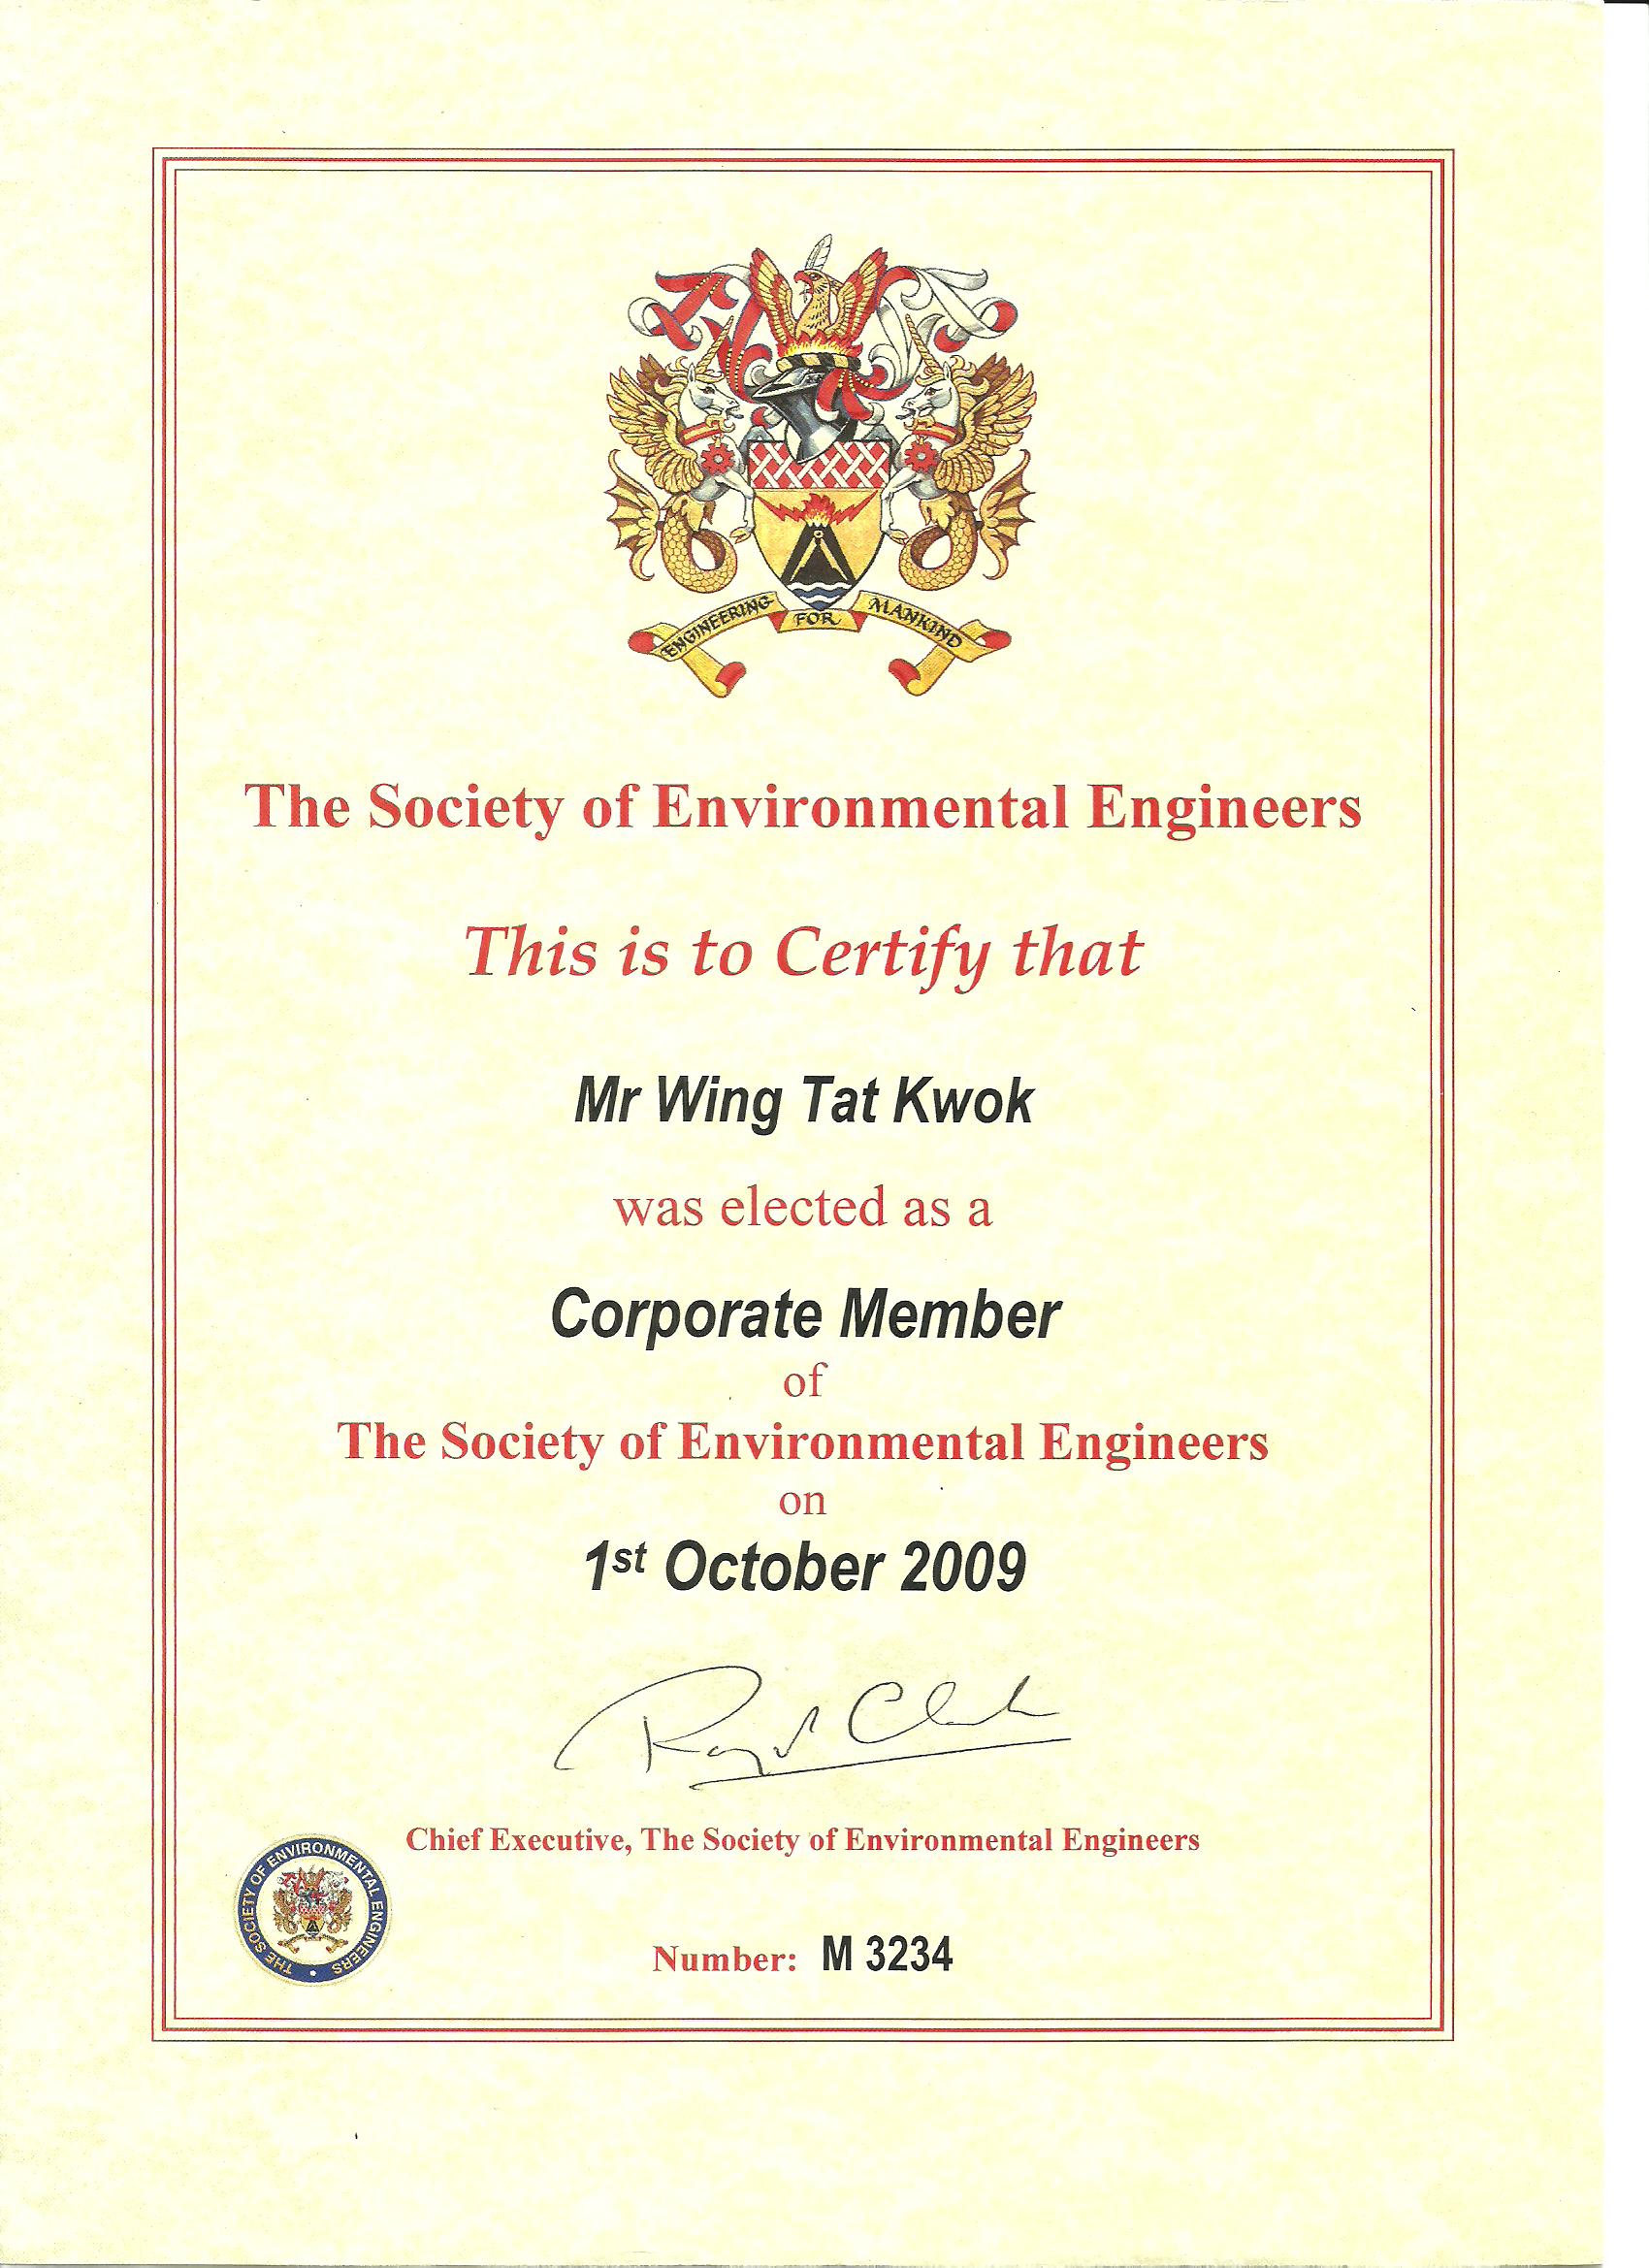 ENGINEERING FOR MANKIND
The Society of Environmental Engineers
This is to Certify that
Mr Wing Tat Kwok
was elected as a
Corporate Member
of
The Society of Environmental Engineers
on
1st October 2009
Chief Executive, The Society of Environmental Engineers
THE SOCIETY OF ENVIRONMENTAL ENGINEERS
Number: M 3234